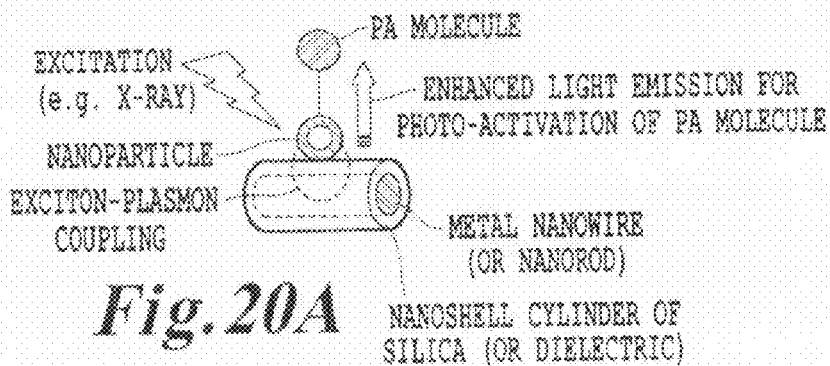 PA MOLECULE
EXCITATION
(e.g. X-RAY)
ENHANCED LIGHT EMISSION FOR
PHOTO-ACTIVATION OF PA MOLECULE
NANOPARTICLE
EXCITON-PLASMON
COUPLING
METAL NANOWIRE
(OR NANOROD)
Fig. 20A
NANOSHELL CYLINDER OF
SILICA (OR DIELECTRIC)